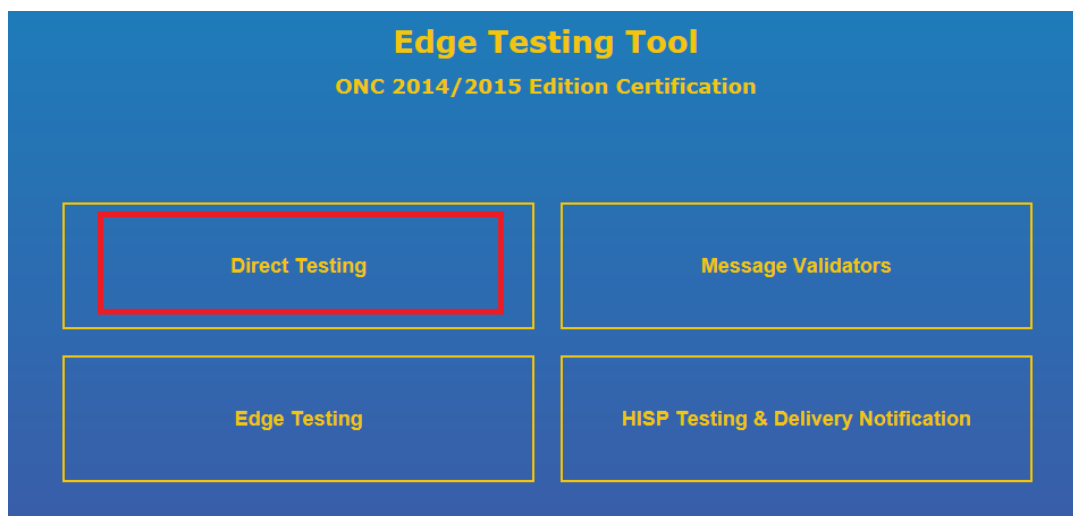 Edge Testing Tool
ONC 2014/2015 Edition Certification
Direct Testing
Message Validators
Edge Testing
HISP Testing & Delivery Notification